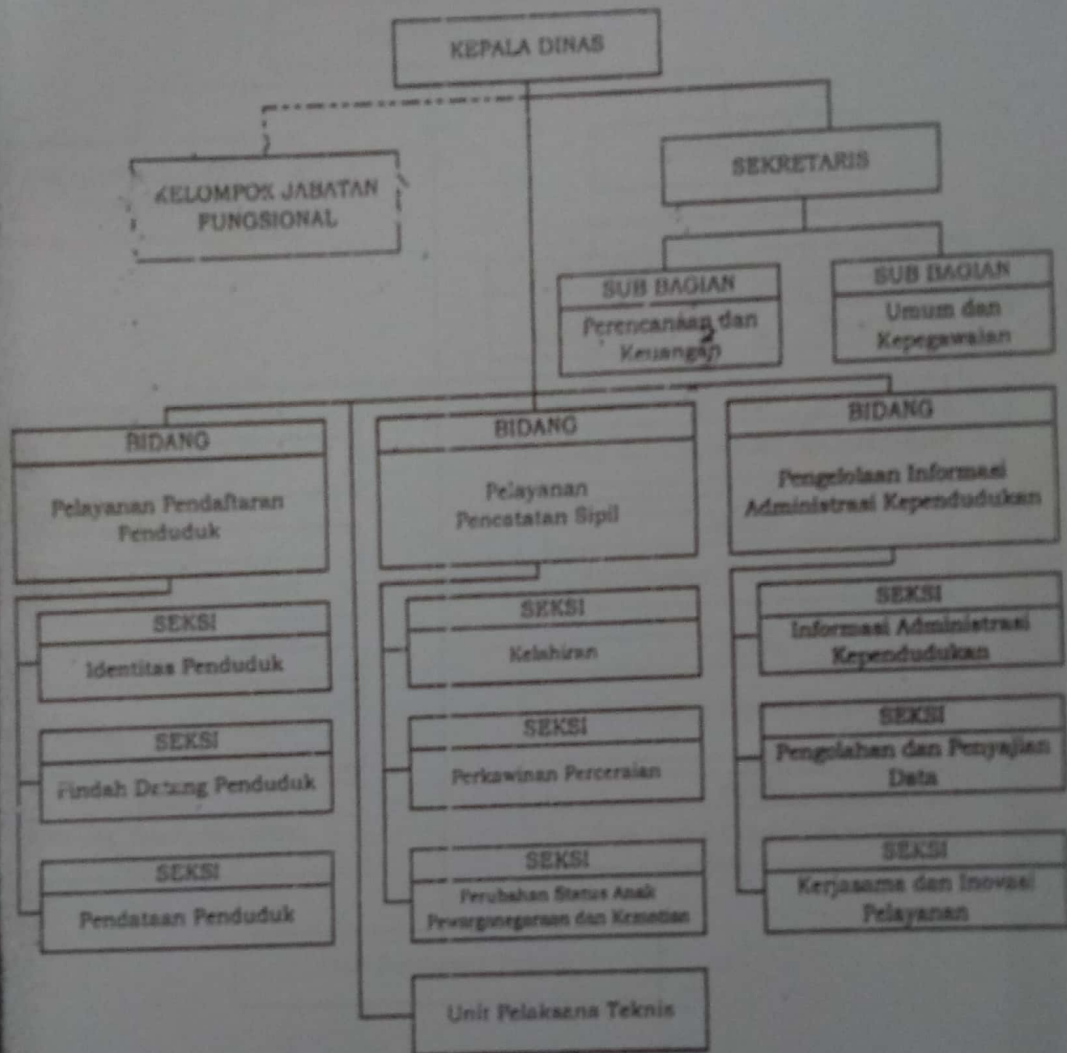 KEPALA DINAS
KELOMPOK JABATAN
FUNGSIONAL
SEKRETARIS
SUB BAGIAN
Perencanaan dan
Keuangan
SUB BAGIAN
Umum dan
Kepegawaian
BIDANG
Pelayanan Pendaftaran
Penduduk
BIDANG
Pelayanan
Pencatatan Sipil
BIDANG
Pengelolaan Informasi
Administrasi Kependudukan
SEKSI
Identitas Penduduk
SEKSI
Pindah Datang Penduduk
SEKSI
Pendataan Penduduk
SEKSI
Kelahiran
SEKSI
Perkawinan Perceraian
SEKSI
Perubahan Status Anak
Pewarganegaraan dan Kematian
SEKSI
Informasi Administrasi
Kependudukan
SEKSI
Pengolahan dan Penyajian
Data
SEKSI
Kerjasama dan Inovasi
Pelayanan
Unit Pelaksana Teknis